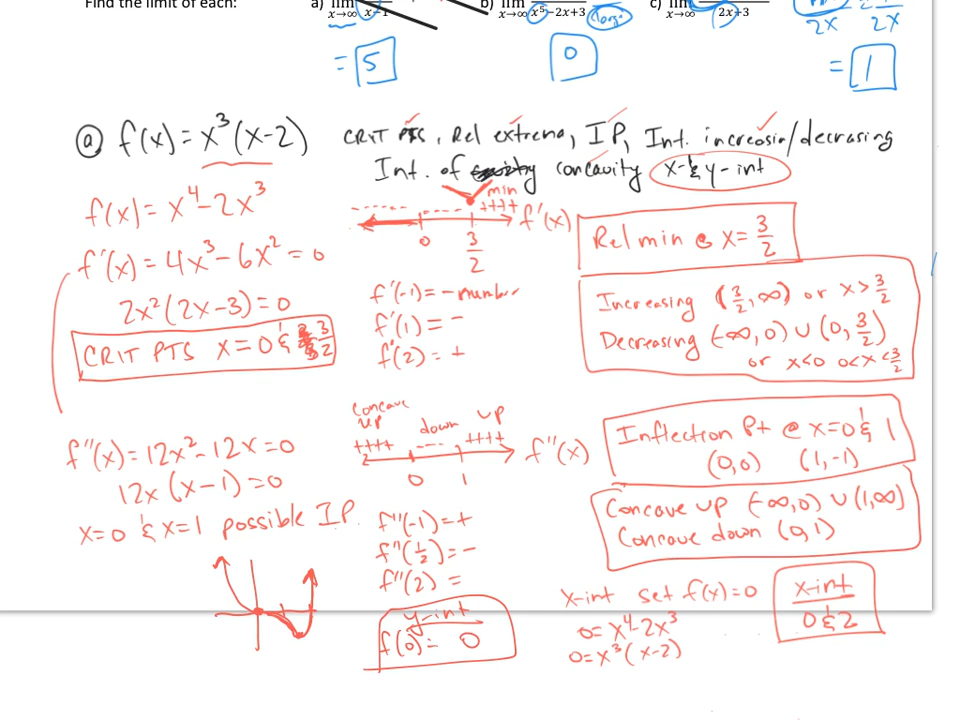 Find the limit of each:
a) lim x→∞ x-1
b) lim x→∞ x⁵-2x+3
c) lim x→∞ 2x+3
2x 2x
= 5
0
= 1
ⓐ f(x)=x³(x-2)
CRIT PTS, Rel extrema, IP, Int. increasin/decrasing
Int. of concavity x- & y-int
f(x)=x⁴-2x³
f'(x)=4x³-6x²=0
2x²(2x-3)=0
CRIT PTS x=0 & 3/2
min
---- ---- ++++ f'(x)
0 3/2
f'(-1)=-number
f'(1)=-
f'(2)=+
Rel min @ x=3/2
Increasing (3/2,∞) or x>3/2
Decreasing (-∞,0)∪(0,3/2)
or x<0 0<x<3/2
f"(x)=12x²-12x=0
12x(x-1)=0
x=0 & x=1 possible I.P.
concave up down up
++++ ---- ++++ f"(x)
0 1
f"(-1)=+
f"(1/2)=-
f"(2)=
y-int
f(0)= 0
Inflection Pt @ x=0 & 1
(0,0) (1,-1)
Concave up (-∞,0)∪(1,∞)
Concave down (0,1)
x-int set f(x)=0
0=x⁴-2x³
0=x³(x-2)
x-int
0 & 2